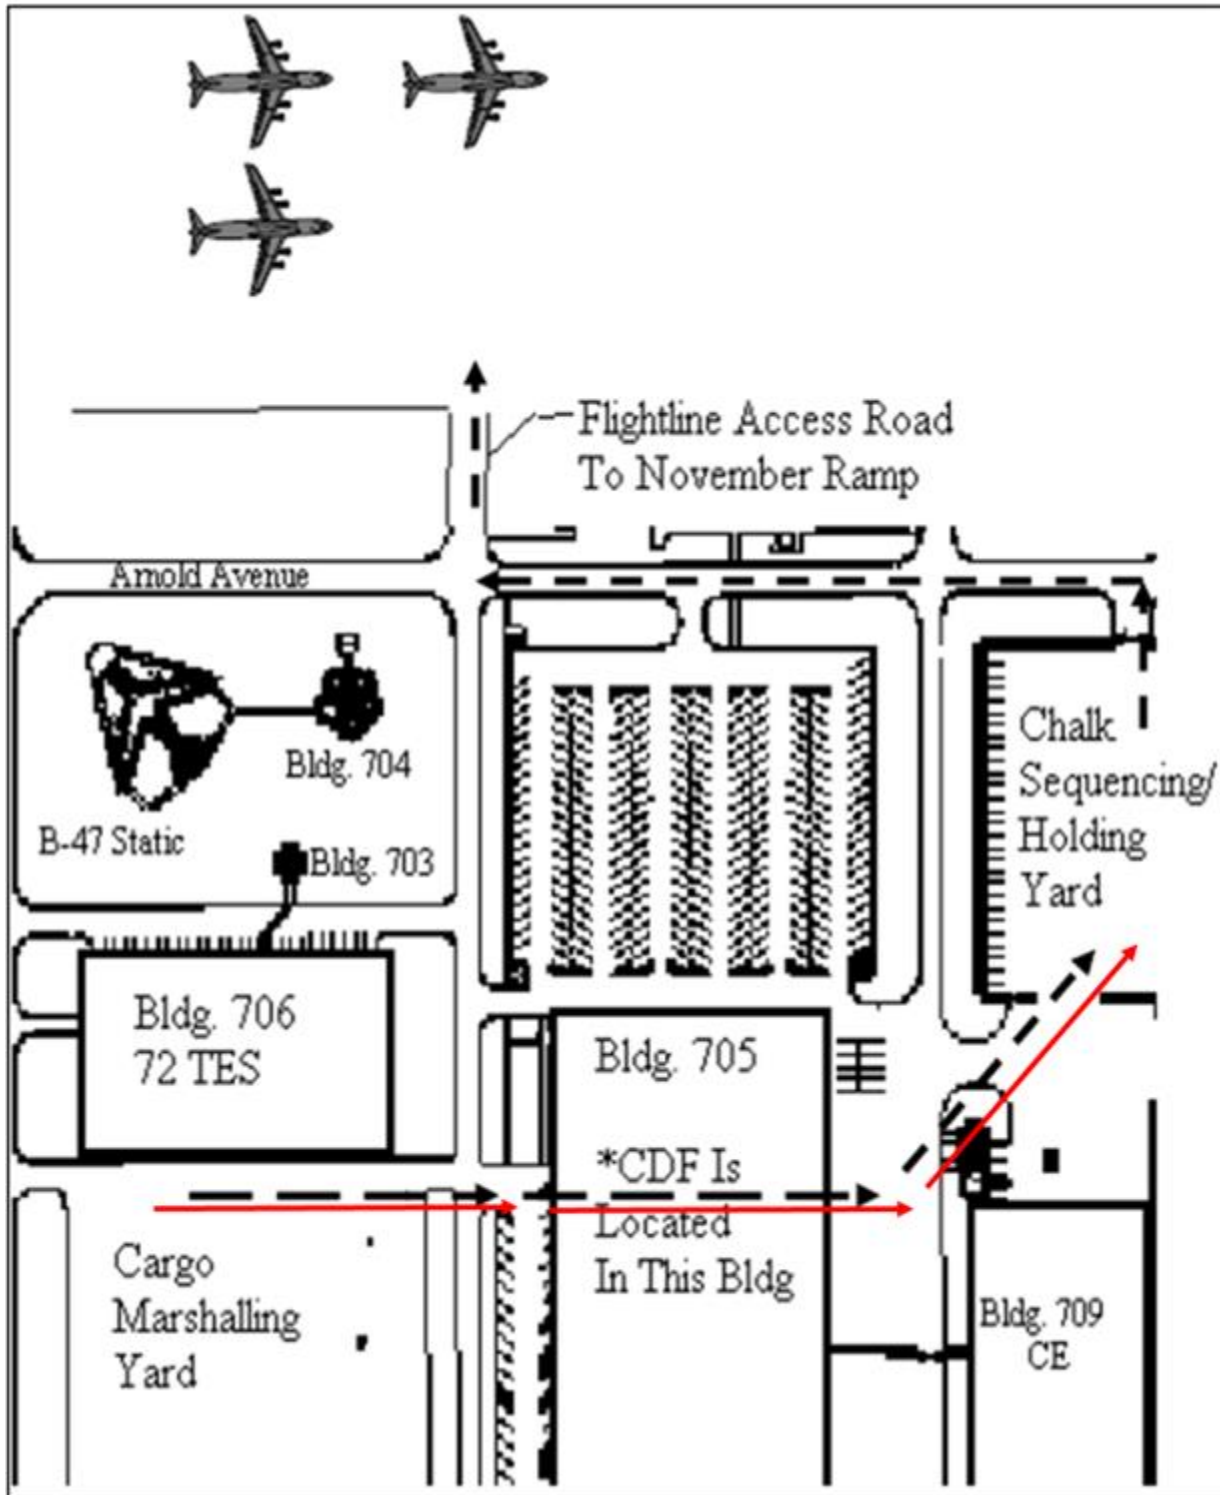 Flightline Access Road
To November Ramp
Arnold Avenue
Bldg. 704
B-47 Static
Bldg. 703
Chalk
Sequencing/
Holding
Yard
Bldg. 706
72 TES
Bldg. 705
*CDF Is
Located
In This Bldg
Cargo
Marshalling
Yard
Bldg. 709
CE